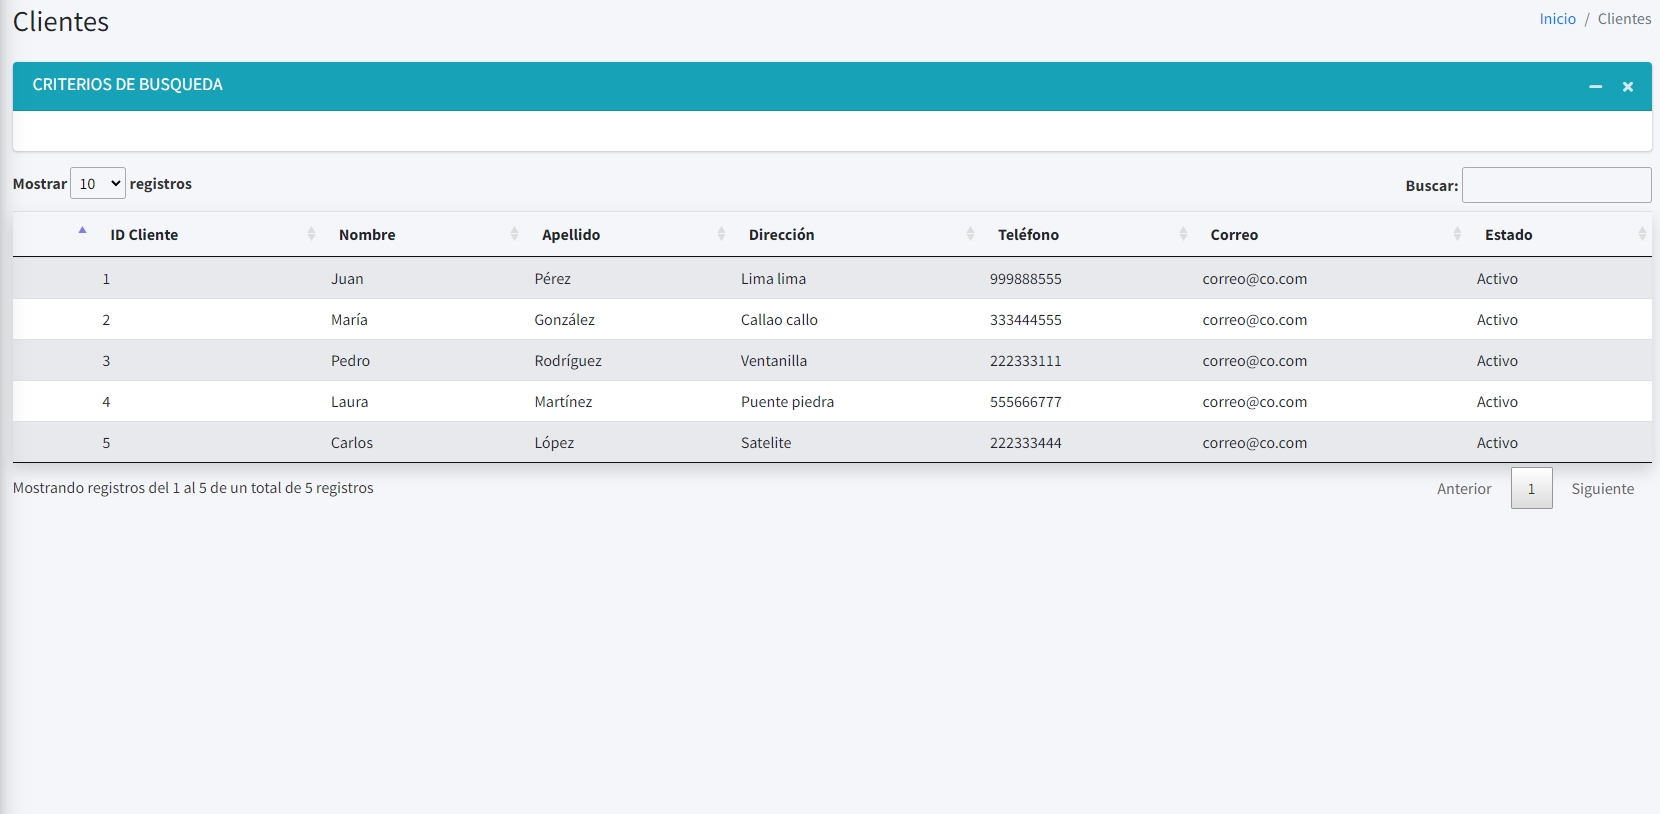 Clientes
Inicio / Clientes
CRITERIOS DE BUSQUEDA
Mostrar 10 registros
Buscar:
ID Cliente Nombre Apellido Dirección Teléfono Correo Estado
1 Juan Pérez Lima lima 999888555 correo@co.com Activo
2 María González Callao callo 333444555 correo@co.com Activo
3 Pedro Rodríguez Ventanilla 222333111 correo@co.com Activo
4 Laura Martínez Puente piedra 555666777 correo@co.com Activo
5 Carlos López Satelite 222333444 correo@co.com Activo
Mostrando registros del 1 al 5 de un total de 5 registros
Anterior 1 Siguiente